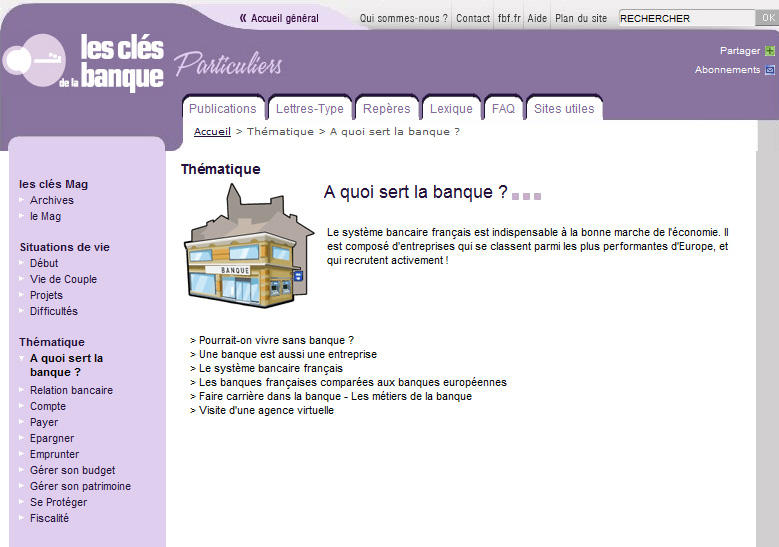 « Accueil général
Qui sommes-nous ? Contact fbf.fr Aide Plan du site RECHERCHER OK
les clés
de la banque
Particuliers
Partager
Abonnements
Publications Lettres-Type Repères Lexique FAQ Sites utiles
Accueil > Thématique > A quoi sert la banque ?
les clés Mag
Archives
le Mag
Situations de vie
Début
Vie de Couple
Projets
Difficultés
Thématique
A quoi sert la
banque ?
Relation bancaire
Compte
Payer
Epargner
Emprunter
Gérer son budget
Gérer son patrimoine
Se Protéger
Fiscalité
Thématique
BANQUE
A quoi sert la banque ?
Le système bancaire français est indispensable à la bonne marche de l'économie. Il
est composé d'entreprises qui se classent parmi les plus performantes d'Europe, et
qui recrutent activement !
> Pourrait-on vivre sans banque ?
> Une banque est aussi une entreprise
> Le système bancaire français
> Les banques françaises comparées aux banques européennes
> Faire carrière dans la banque - Les métiers de la banque
> Visite d'une agence virtuelle